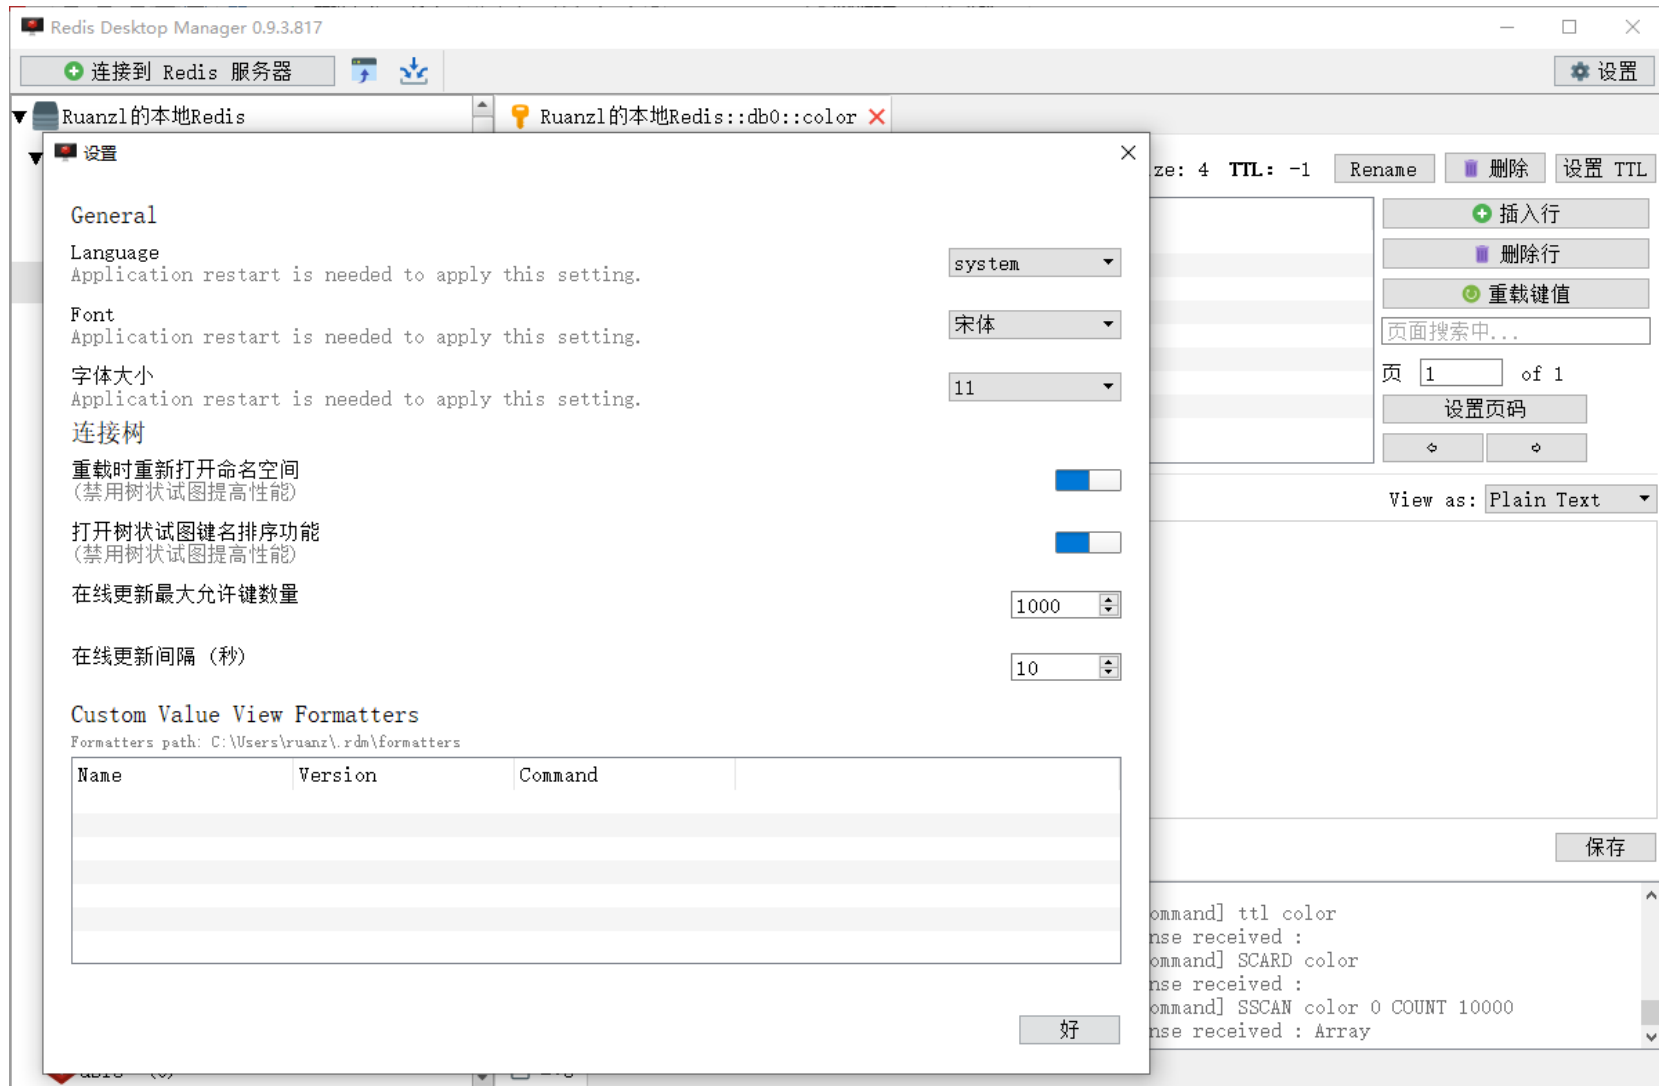 Redis Desktop Manager 0.9.3.817
连接到 Redis 服务器
设置
Ruanzl的本地Redis
Ruanzl的本地Redis::db0::color
设置
ze: 4 TTL: -1 Rename 删除 设置 TTL
General
插入行
Language
system
删除行
Application restart is needed to apply this setting.
重载键值
Font
宋体
页面搜索中...
Application restart is needed to apply this setting.
页 1 of 1
字体大小
11
Application restart is needed to apply this setting.
设置页码
连接树
重载时重新打开命名空间
(禁用树状试图提高性能)
View as: Plain Text
打开树状试图键名排序功能
(禁用树状试图提高性能)
在线更新最大允许键数量
1000
在线更新间隔 (秒)
10
Custom Value View Formatters
Formatters path: C:\Users\ruanz\.rdm\formatters
Name Version Command
保存
ommand] ttl color
nse received :
ommand] SCARD color
nse received :
ommand] SSCAN color 0 COUNT 10000
nse received : Array
好